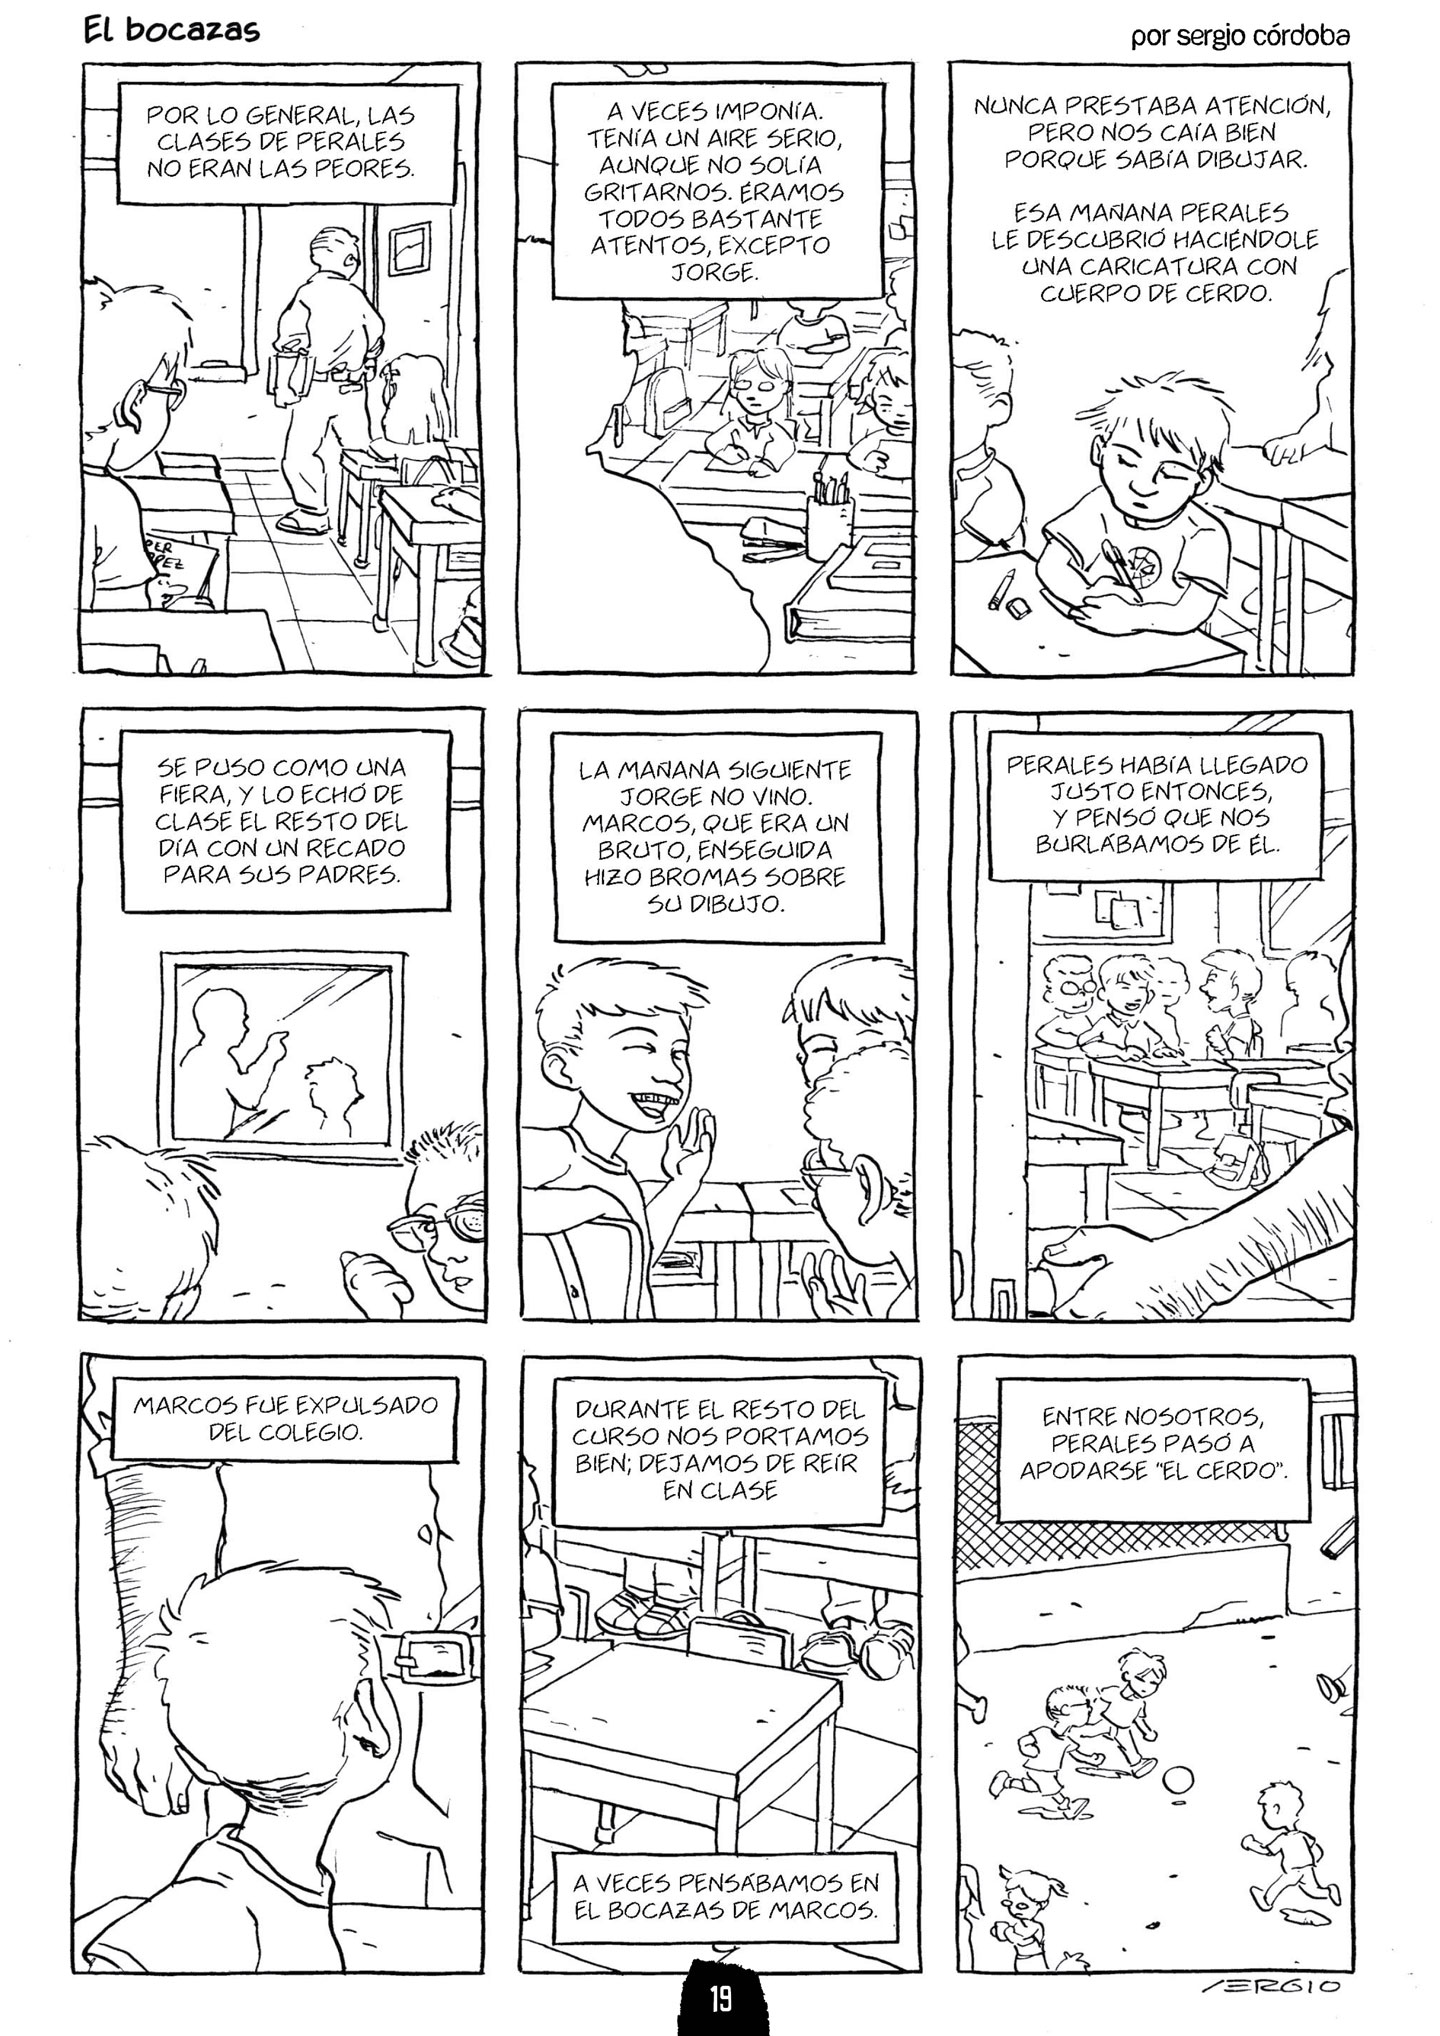 El bocazas
por sergio córdoba
POR LO GENERAL, LAS
CLASES DE PERALES
NO ERAN LAS PEORES.
A VECES IMPONÍA.
TENÍA UN AIRE SERIO,
AUNQUE NO SOLÍA
GRITARNOS. ÉRAMOS
TODOS BASTANTE
ATENTOS, EXCEPTO
JORGE.
NUNCA PRESTABA ATENCIÓN,
PERO NOS CAÍA BIEN
PORQUE SABÍA DIBUJAR.
ESA MAÑANA PERALES
LE DESCUBRIÓ HACIÉNDOLE
UNA CARICATURA CON
CUERPO DE CERDO.
SE PUSO COMO UNA
FIERA, Y LO ECHÓ DE
CLASE EL RESTO DEL
DÍA CON UN RECADO
PARA SUS PADRES.
LA MAÑANA SIGUIENTE
JORGE NO VINO.
MARCOS, QUE ERA UN
BRUTO, ENSEGUIDA
HIZO BROMAS SOBRE
SU DIBUJO.
PERALES HABÍA LLEGADO
JUSTO ENTONCES,
Y PENSÓ QUE NOS
BURLÁBAMOS DE ÉL.
MARCOS FUE EXPULSADO
DEL COLEGIO.
DURANTE EL RESTO DEL
CURSO NOS PORTAMOS
BIEN; DEJAMOS DE REÍR
EN CLASE
A VECES PENSÁBAMOS EN
EL BOCAZAS DE MARCOS.
ENTRE NOSOTROS,
PERALES PASÓ A
APODARSE "EL CERDO".
SERGIO
19